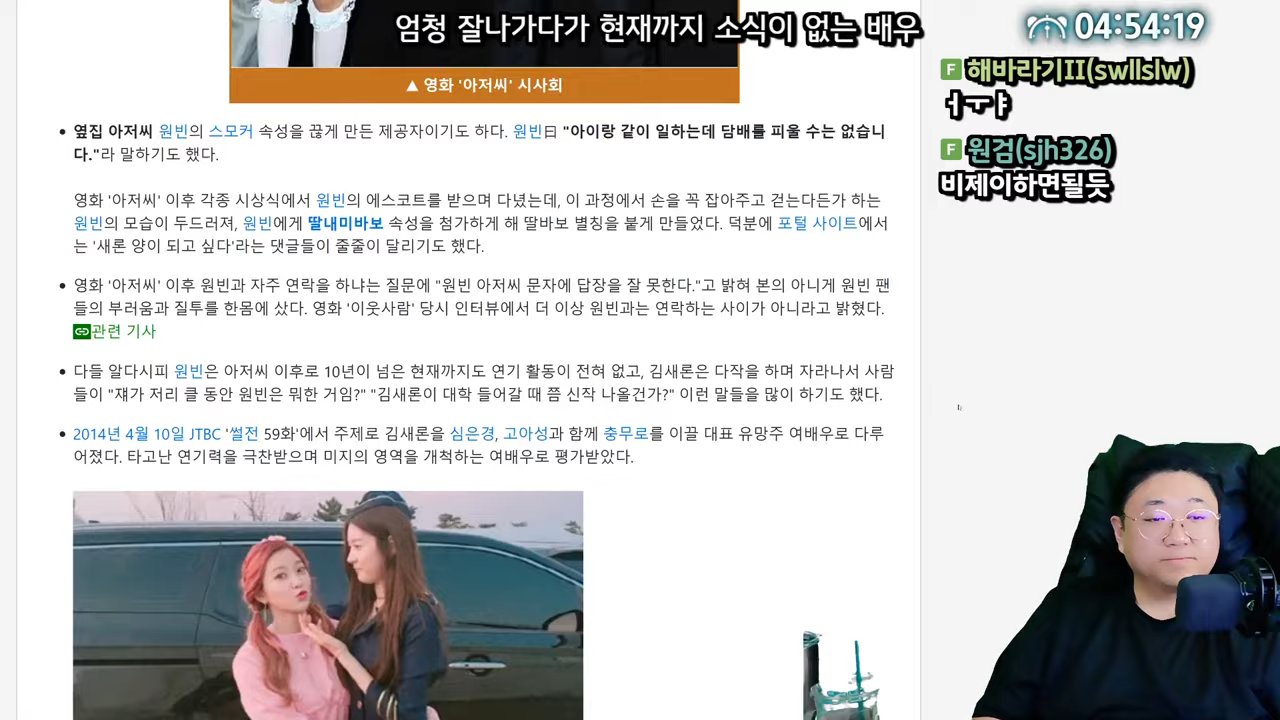 엄청 잘나가다가 현재까지 소식이 없는 배우
04:54:19
F 해바라기II(swllslw)
ㅕㅜㅑ
F 원검(sjh326)
비제이하면될듯
▲ 영화 '아저씨' 시사회
• 옆집 아저씨 원빈의 스모커 속성을 끊게 만든 제공자이기도 하다. 원빈曰 "아이랑 같이 일하는데 담배를 피울 수는 없습니
다."라 말하기도 했다.
영화 '아저씨' 이후 각종 시상식에서 원빈의 에스코트를 받으며 다녔는데, 이 과정에서 손을 꼭 잡아주고 걷는다든가 하는
원빈의 모습이 두드러져, 원빈에게 딸내미바보 속성을 첨가하게 해 딸바보 별칭을 붙게 만들었다. 덕분에 포털 사이트에서
는 '새론 양이 되고 싶다'라는 댓글들이 줄줄이 달리기도 했다.
• 영화 '아저씨' 이후 원빈과 자주 연락을 하냐는 질문에 "원빈 아저씨 문자에 답장을 잘 못한다."고 밝혀 본의 아니게 원빈 팬
들의 부러움과 질투를 한몸에 샀다. 영화 '이웃사람' 당시 인터뷰에서 더 이상 원빈과는 연락하는 사이가 아니라고 밝혔다.
관련 기사
• 다들 알다시피 원빈은 아저씨 이후로 10년이 넘은 현재까지도 연기 활동이 전혀 없고, 김새론은 다작을 하며 자라나서 사람
들이 "쟤가 저리 클 동안 원빈은 뭐한 거임?" "김새론이 대학 들어갈 때 쯤 신작 나올건가?" 이런 말들을 많이 하기도 했다.
• 2014년 4월 10일 JTBC '썰전 59화'에서 주제로 김새론을 심은경, 고아성과 함께 충무로를 이끌 대표 유망주 여배우로 다루
어졌다. 타고난 연기력을 극찬받으며 미지의 영역을 개척하는 여배우로 평가받았다.